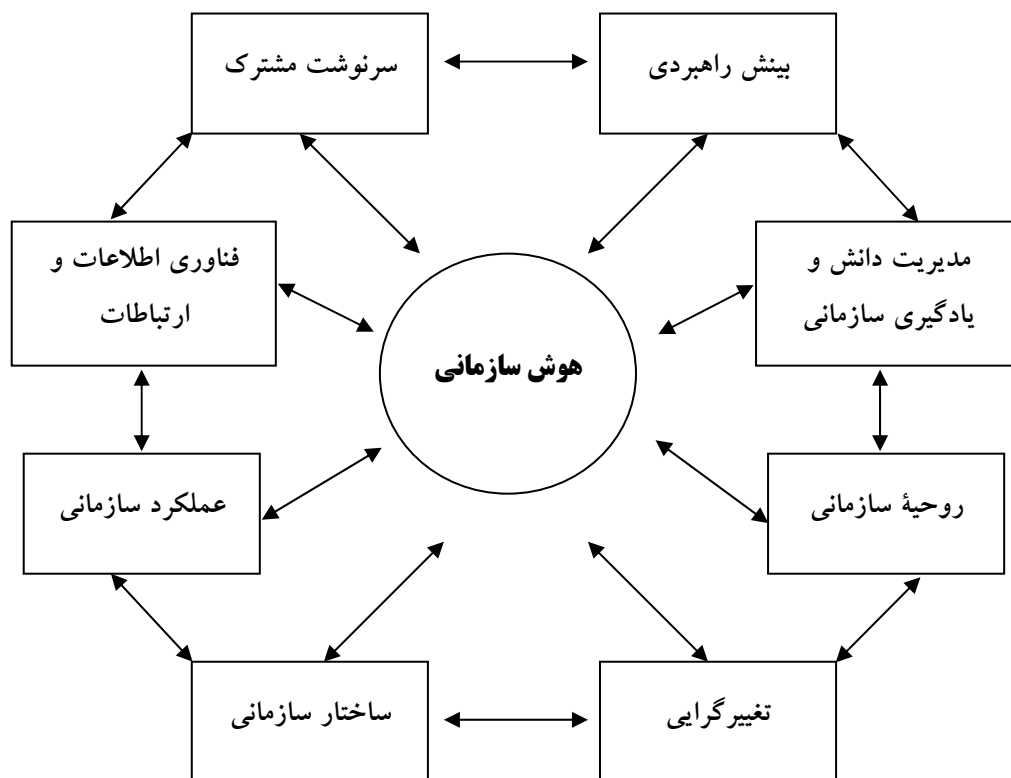 بینش راهبردی
سرنوشت مشترک
مدیریت دانش و
یادگیری سازمانی
فناوری اطلاعات و
ارتباطات
هوش سازمانی
روحیۀ سازمانی
عملکرد سازمانی
تغییرگرایی
ساختار سازمانی